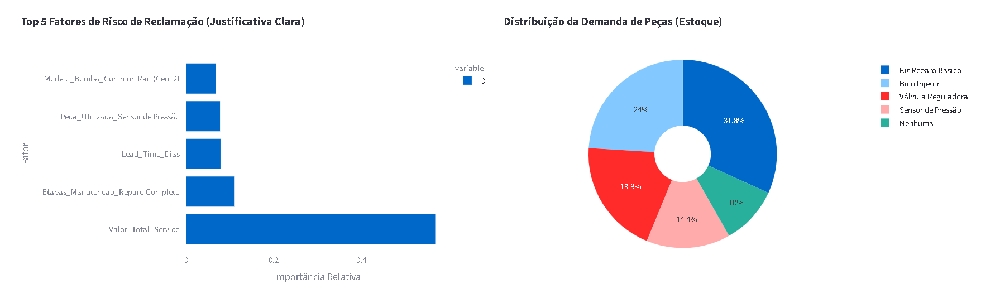 Top 5 Fatores de Risco de Reclamação (Justificativa Clara)
Fator
Modelo_Bomba_Common Rail (Gen. 2)
Peca_Utilizada_Sensor de Pressão
Lead_Time_Dias
Etapas_Manutencao_Reparo Completo
Valor_Total_Servico
0
0.2
0.4
Importância Relativa
variable
0
Distribuição da Demanda de Peças (Estoque)
24%
31.8%
19.8%
14.4%
10%
Kit Reparo Basico
Bico Injetor
Válvula Reguladora
Sensor de Pressão
Nenhuma